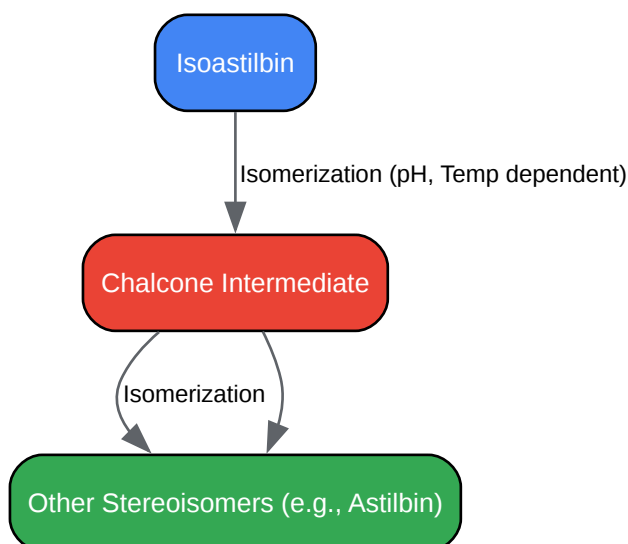 Isoastilbin
Isomerization (pH, Temp dependent)
Chalcone Intermediate
Isomerization
Other Stereoisomers (e.g., Astilbin)